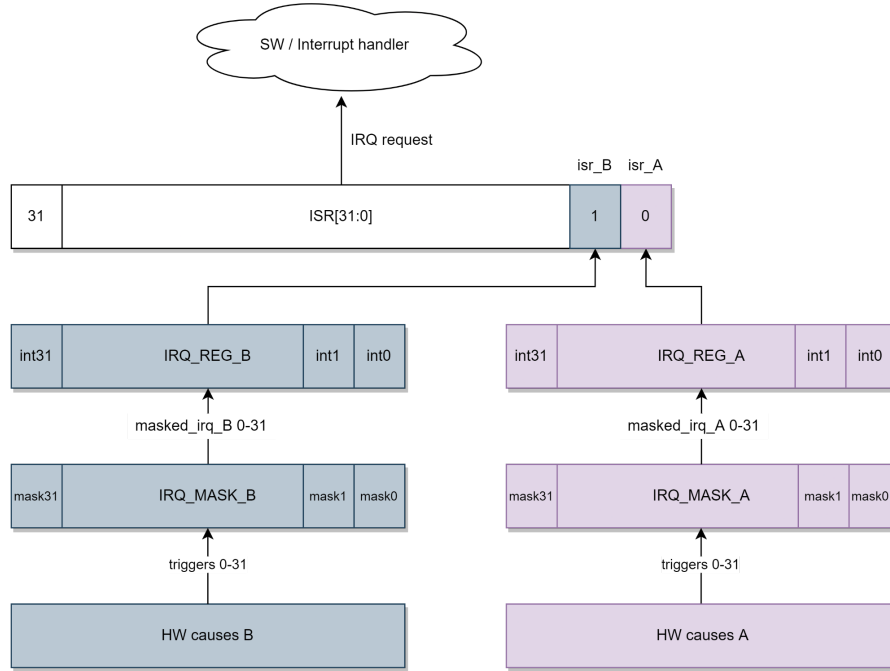 SW / Interrupt handler
IRQ request
isr_B isr_A
31 ISR[31:0] 1 0
int31 IRQ_REG_B int1 int0
int31 IRQ_REG_A int1 int0
masked_irq_B 0-31
masked_irq_A 0-31
mask31 IRQ_MASK_B mask1 mask0
mask31 IRQ_MASK_A mask1 mask0
triggers 0-31
triggers 0-31
HW causes B
HW causes A